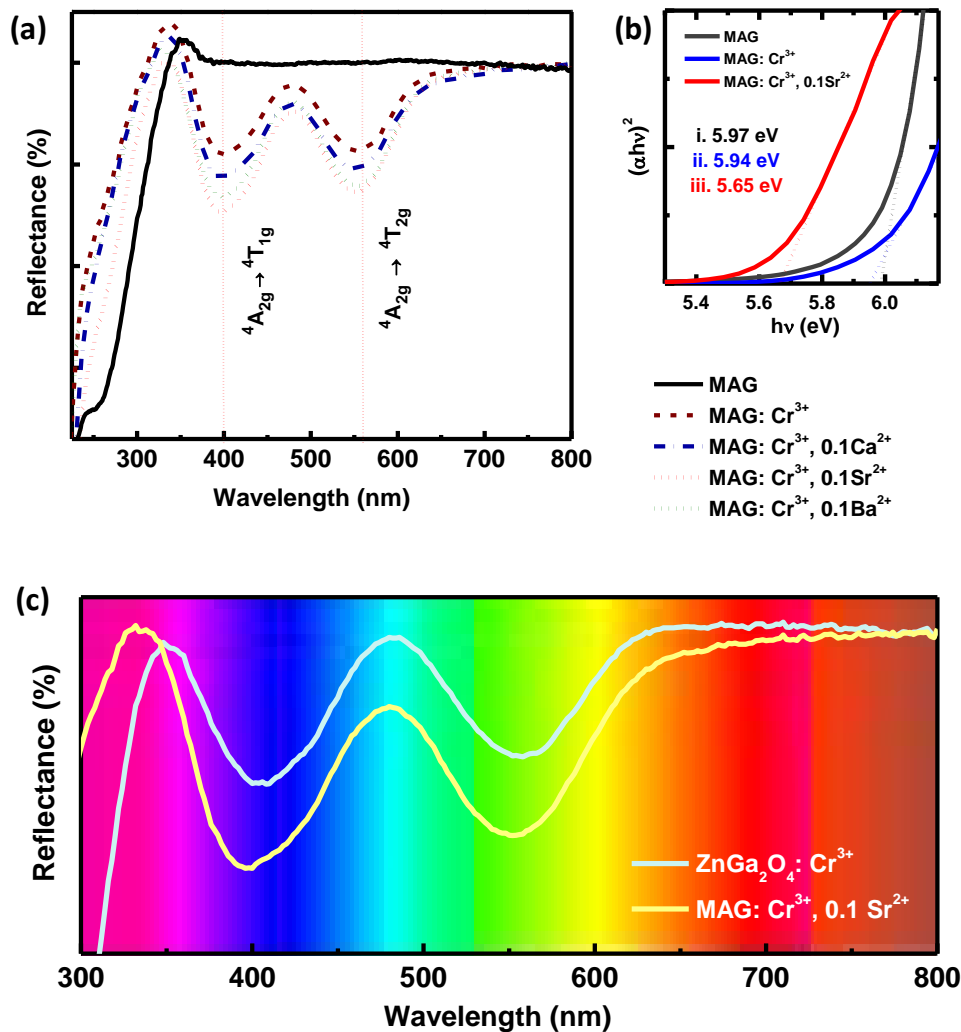 (a)
Reflectance (%)
⁴A₂g→ ⁴T₁g
⁴A₂g → ⁴T₂g
300 400 500 600 700 800
Wavelength (nm)
(b)
(αhν)²
MAG
MAG: Cr³⁺
MAG: Cr³⁺, 0.1Sr²⁺
i. 5.97 eV
ii. 5.94 eV
iii. 5.65 eV
5.4 5.6 5.8 6.0
hν (eV)
MAG
MAG: Cr³⁺
MAG: Cr³⁺, 0.1Ca²⁺
MAG: Cr³⁺, 0.1Sr²⁺
MAG: Cr³⁺, 0.1Ba²⁺
(c)
Reflectance (%)
ZnGa₂O₄: Cr³⁺
MAG: Cr³⁺, 0.1 Sr²⁺
300 400 500 600 700 800
Wavelength (nm)